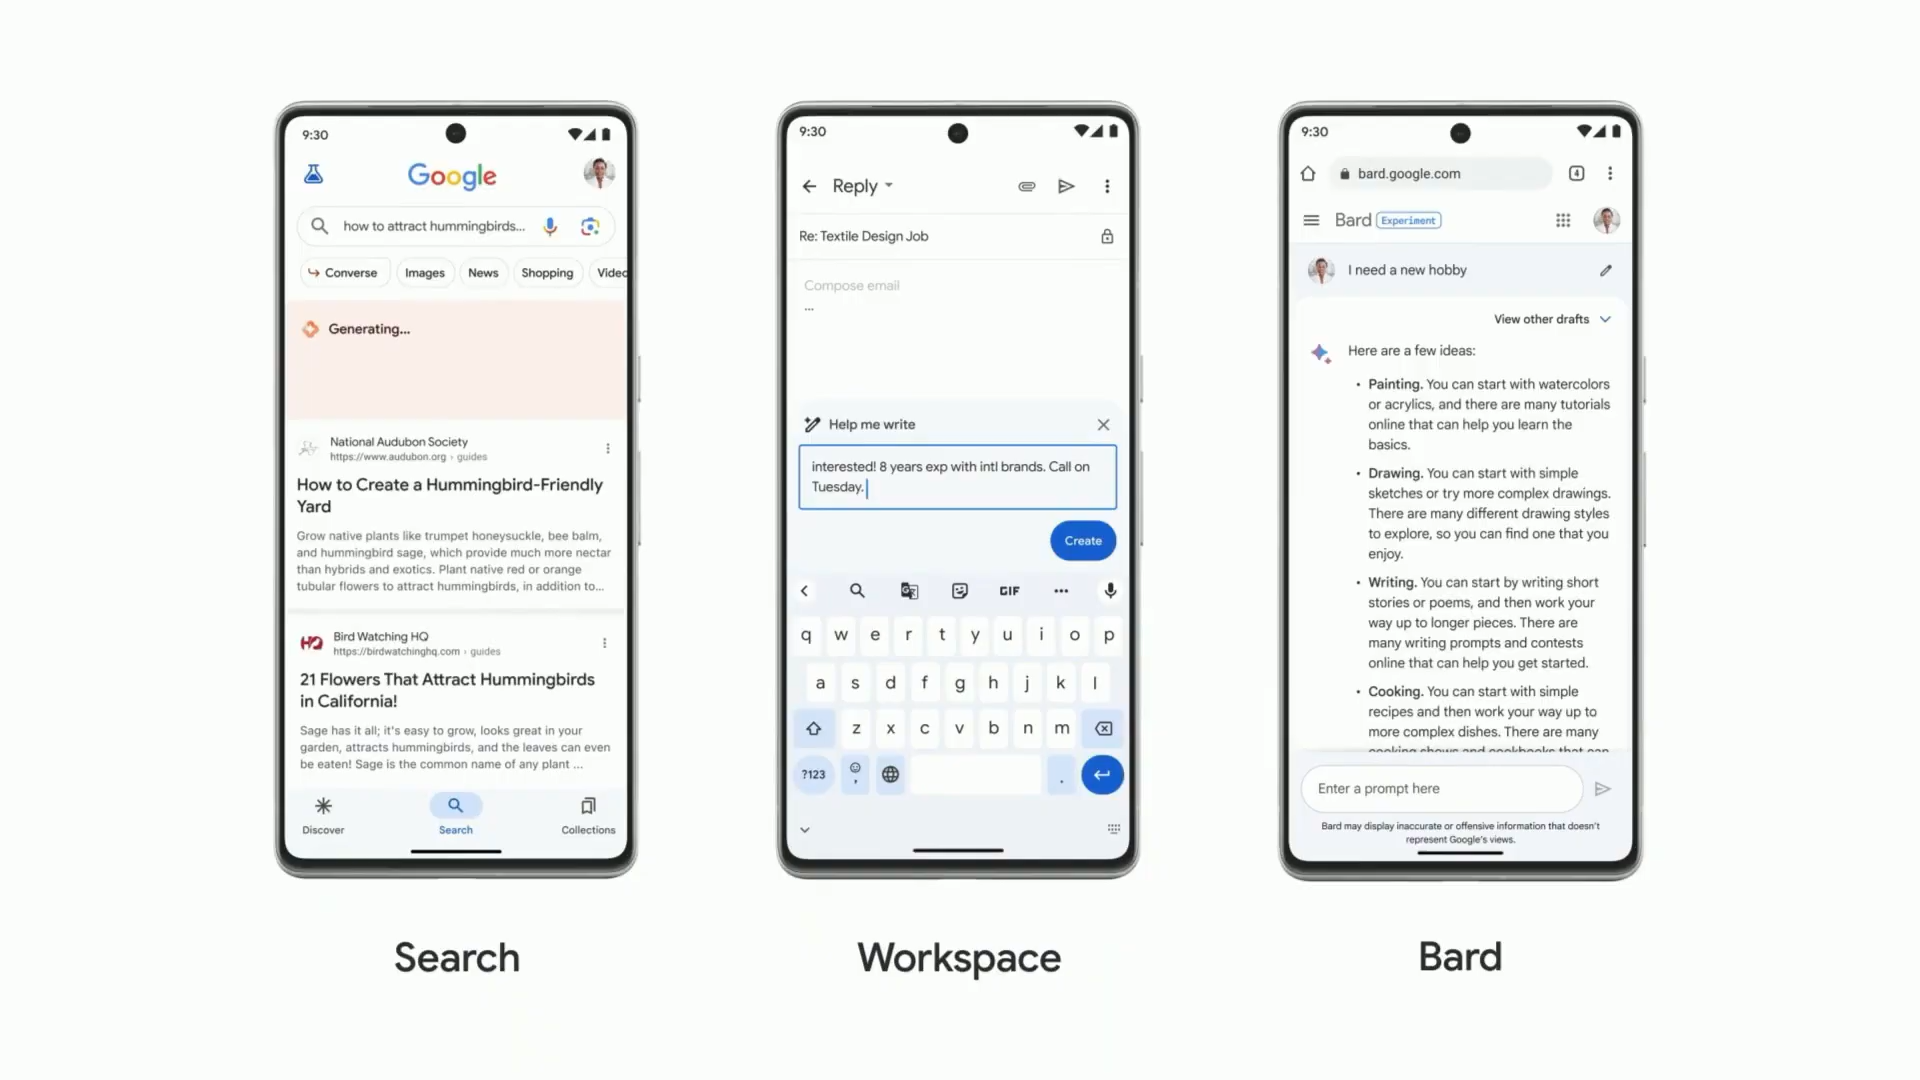 9:30
Google
how to attract hummingbirds...
Converse
Images
News
Shopping
Generating...
National Audubon Society
https://www.audubon.org › guides
How to Create a Hummingbird-Friendly
Yard
Grow native plants like trumpet honeysuckle, bee balm,
and hummingbird sage, which provide much more nectar
than hybrids and exotics. Plant native red or orange
tubular flowers to attract hummingbirds, in addition to...
HQ
Bird Watching HQ
https://birdwatchinghq.com › guides
21 Flowers That Attract Hummingbirds
in California!
Sage has it all; it's easy to grow, looks great in your
garden, attracts hummingbirds, and the leaves can even
be eaten! Sage is the common name of any plant ...
Discover
Search
Collections
Search
9:30
Reply
Re: Textile Design Job
Compose email
...
Help me write
interested! 8 years exp with intl brands. Call on
Tuesday.
Create
GIF
q w e r t y u i o p
a s d f g h j k l
z x c v b n m
?123 , .
Workspace
9:30
bard.google.com
4
Bard Experiment
I need a new hobby
View other drafts
Here are a few ideas:
• Painting. You can start with watercolors
or acrylics, and there are many tutorials
online that can help you learn the
basics.
• Drawing. You can start with simple
sketches or try more complex drawings.
There are many different drawing styles
to explore, so you can find one that you
enjoy.
• Writing. You can start by writing short
stories or poems, and then work your
way up to longer pieces. There are
many writing prompts and contests
online that can help you get started.
• Cooking. You can start with simple
recipes and then work your way up to
more complex dishes. There are many
cooking shows and cookbooks that can
Enter a prompt here
Bard may display inaccurate or offensive information that doesn't
represent Google's views.
Bard